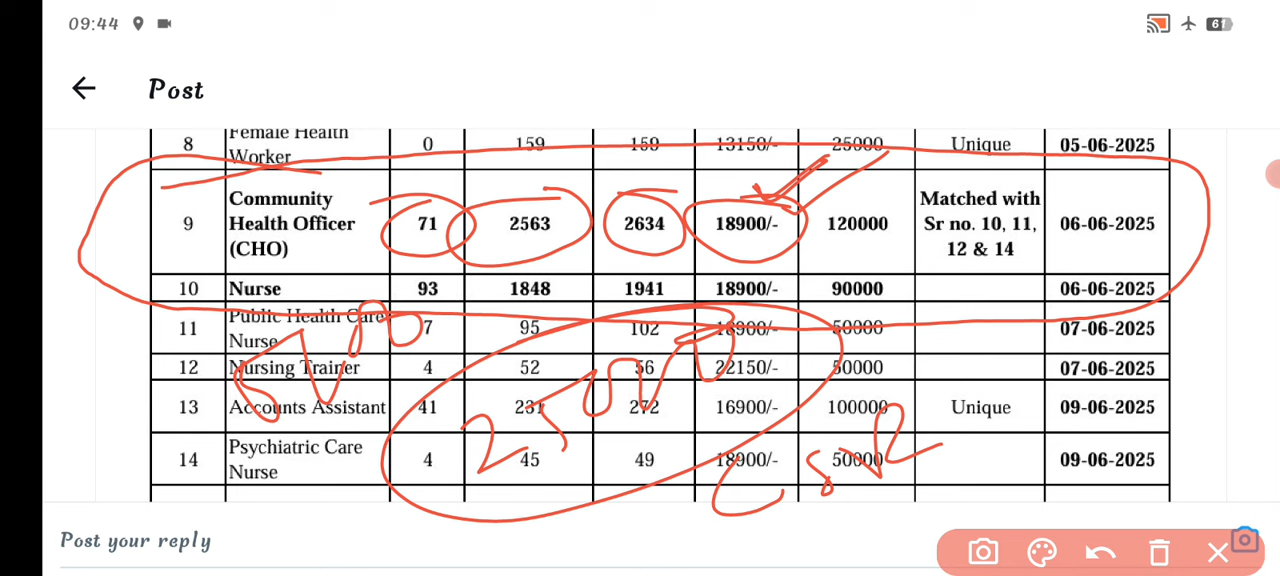 09:44 67
Post
8 Female Health Worker 0 159 159 13150/- 25000 Unique 05-06-2025
9 Community Health Officer (CHO) 71 2563 2634 18900/- 120000 Matched with Sr no. 10, 11, 12 & 14 06-06-2025
10 Nurse 93 1848 1941 18900/- 90000 06-06-2025
11 Public Health Care Nurse 7 95 102 18900/- 50000 07-06-2025
12 Nursing Trainer 4 52 56 22150/- 50000 07-06-2025
13 Accounts Assistant 41 231 272 16900/- 100000 Unique 09-06-2025
14 Psychiatric Care Nurse 4 45 49 18900/- 50000 09-06-2025
Post your reply